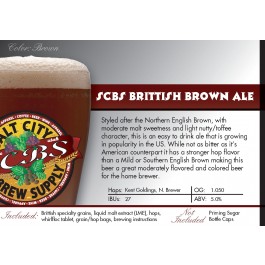 Color: Brown
SCBS BRITTISH BROWN ALE
Styled after the Northern English Brown, with
moderate malt sweetness and light nutty/toffee
character, this is an easy to drink ale that is growing
in popularity in the US. While not as bitter as it's
American counterpart it has a stronger hop flavor
than a Mild or Southern English Brown making this
beer a great moderately flavored and colored beer
for the home brewer.
Hops: Kent Goldings, N. Brewer OG: 1.050
IBUs: 27 ABV: 5.0%
Included: Brittish specialty grains, liquid malt extract (LME), hops,
whirlfloc tablet, grain/hop bags, brewing instructions
Not Included Priming Sugar
Bottle Caps
ALT CITY
CBS
BREW SUPPLY